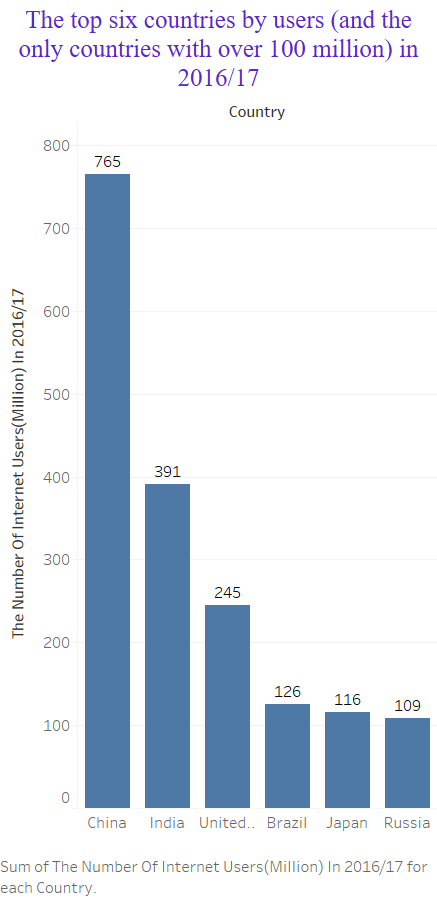 The top six countries by users (and the
only countries with over 100 million) in
2016/17
Country
The Number Of Internet Users(Million) In 2016/17
800
700
600
500
400
300
200
100
0
765
391
245
126
116
109
China
India
United..
Brazil
Japan
Russia
Sum of The Number Of Internet Users(Million) In 2016/17 for
each Country.